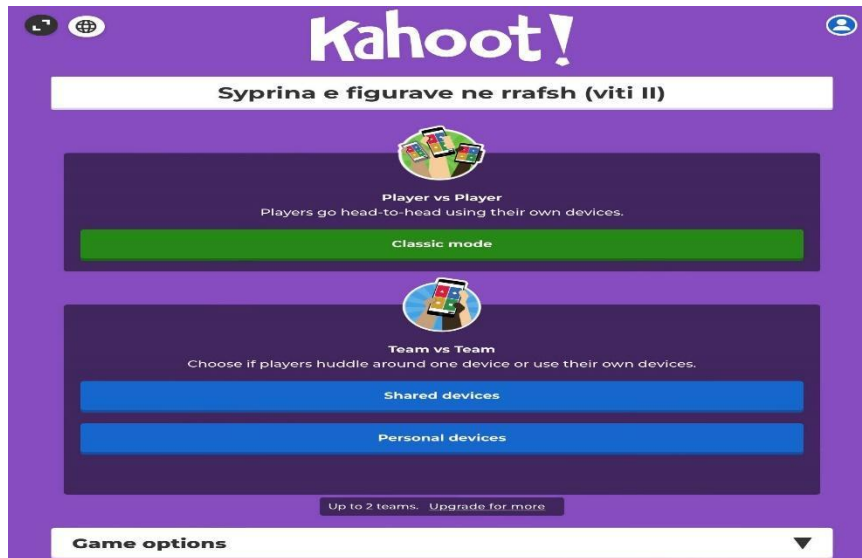 Kahoot!
Syprina e figurave ne rrafsh (viti II)
Player vs Player
Players go head-to-head using their own devices.
Classic mode
Team vs Team
Choose if players huddle around one device or use their own devices.
Shared devices
Personal devices
Up to 2 teams. Upgrade for more
Game options